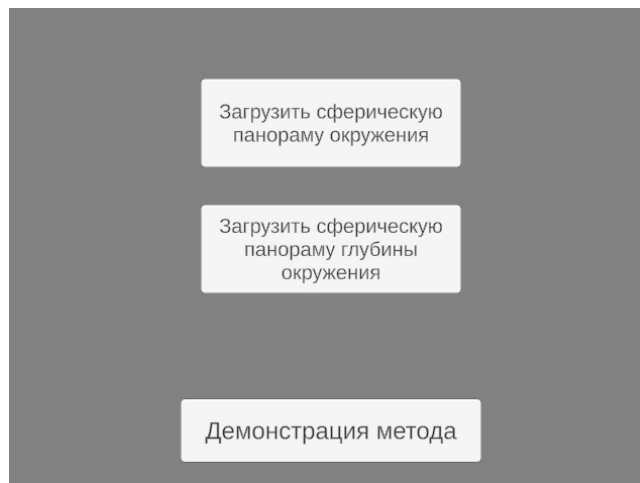 Загрузить сферическую
панораму окружения
Загрузить сферическую
панораму глубины
окружения
Демонстрация метода